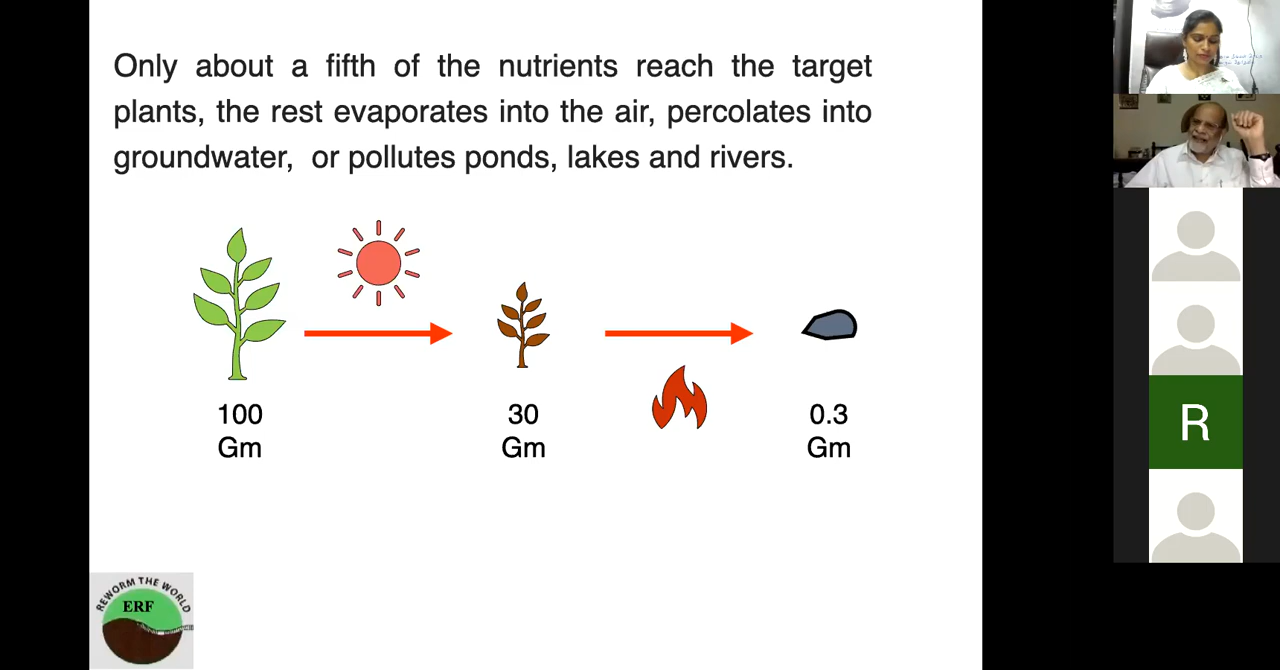 Only about a fifth of the nutrients reach the target
plants, the rest evaporates into the air, percolates into
groundwater, or pollutes ponds, lakes and rivers.
100
Gm
30
Gm
0.3
Gm
REWORM THE WORLD
ERF
R